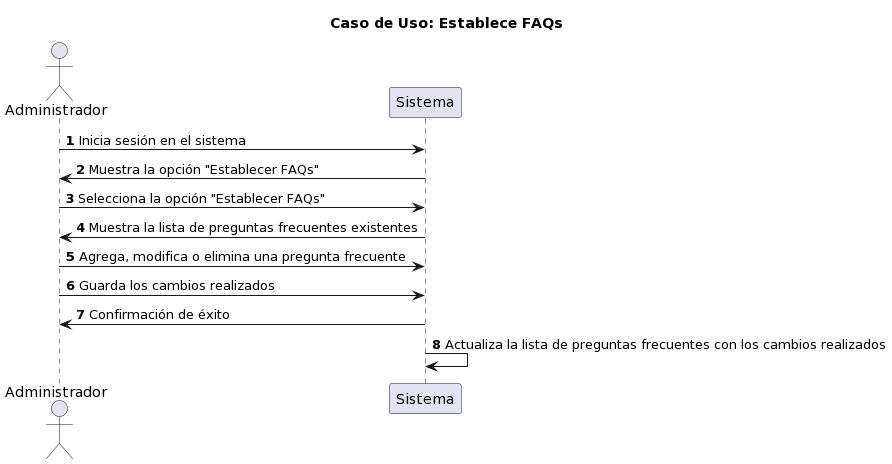 Caso de Uso: Establece FAQs
Administrador
Sistema
1 Inicia sesión en el sistema
2 Muestra la opción "Establecer FAQs"
3 Selecciona la opción "Establecer FAQs"
4 Muestra la lista de preguntas frecuentes existentes
5 Agrega, modifica o elimina una pregunta frecuente
6 Guarda los cambios realizados
7 Confirmación de éxito
8 Actualiza la lista de preguntas frecuentes con los cambios realizados
Administrador
Sistema